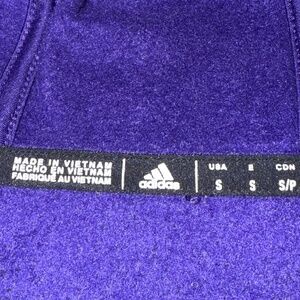 MADE IN VIETNAM
HECHO EN VIETNAM
FABRIQUÉ AU VIETNAM
adidas
USA E CDN
S S S/P